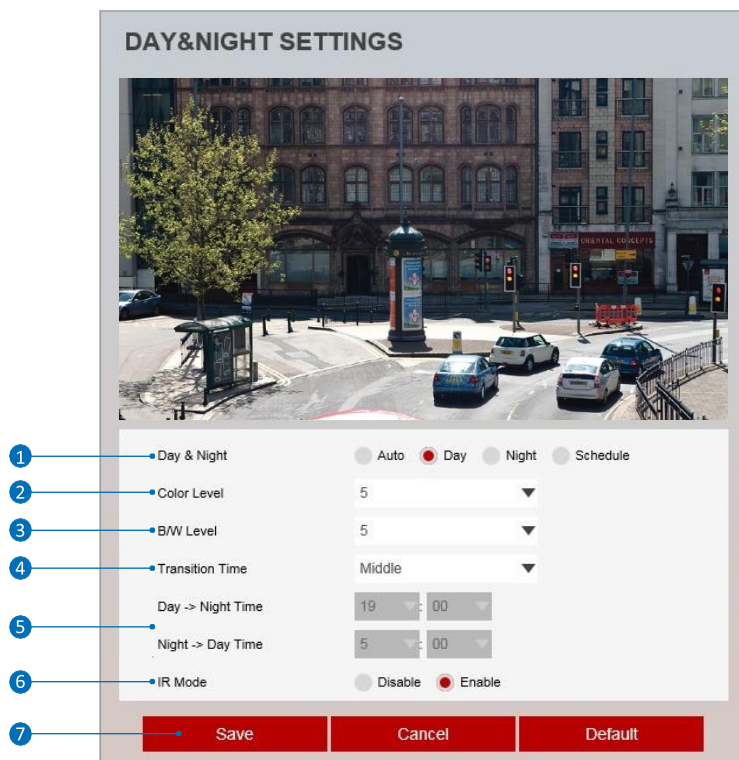 DAY&NIGHT SETTINGS
ORIENTAL CONCEPTS
1 Day & Night Auto Day Night Schedule
2 Color Level 5
3 B/W Level 5
4 Transition Time Middle
Day -> Night Time 19 : 00
5
Night -> Day Time 5 : 00
6 IR Mode Disable Enable
7 Save Cancel Default